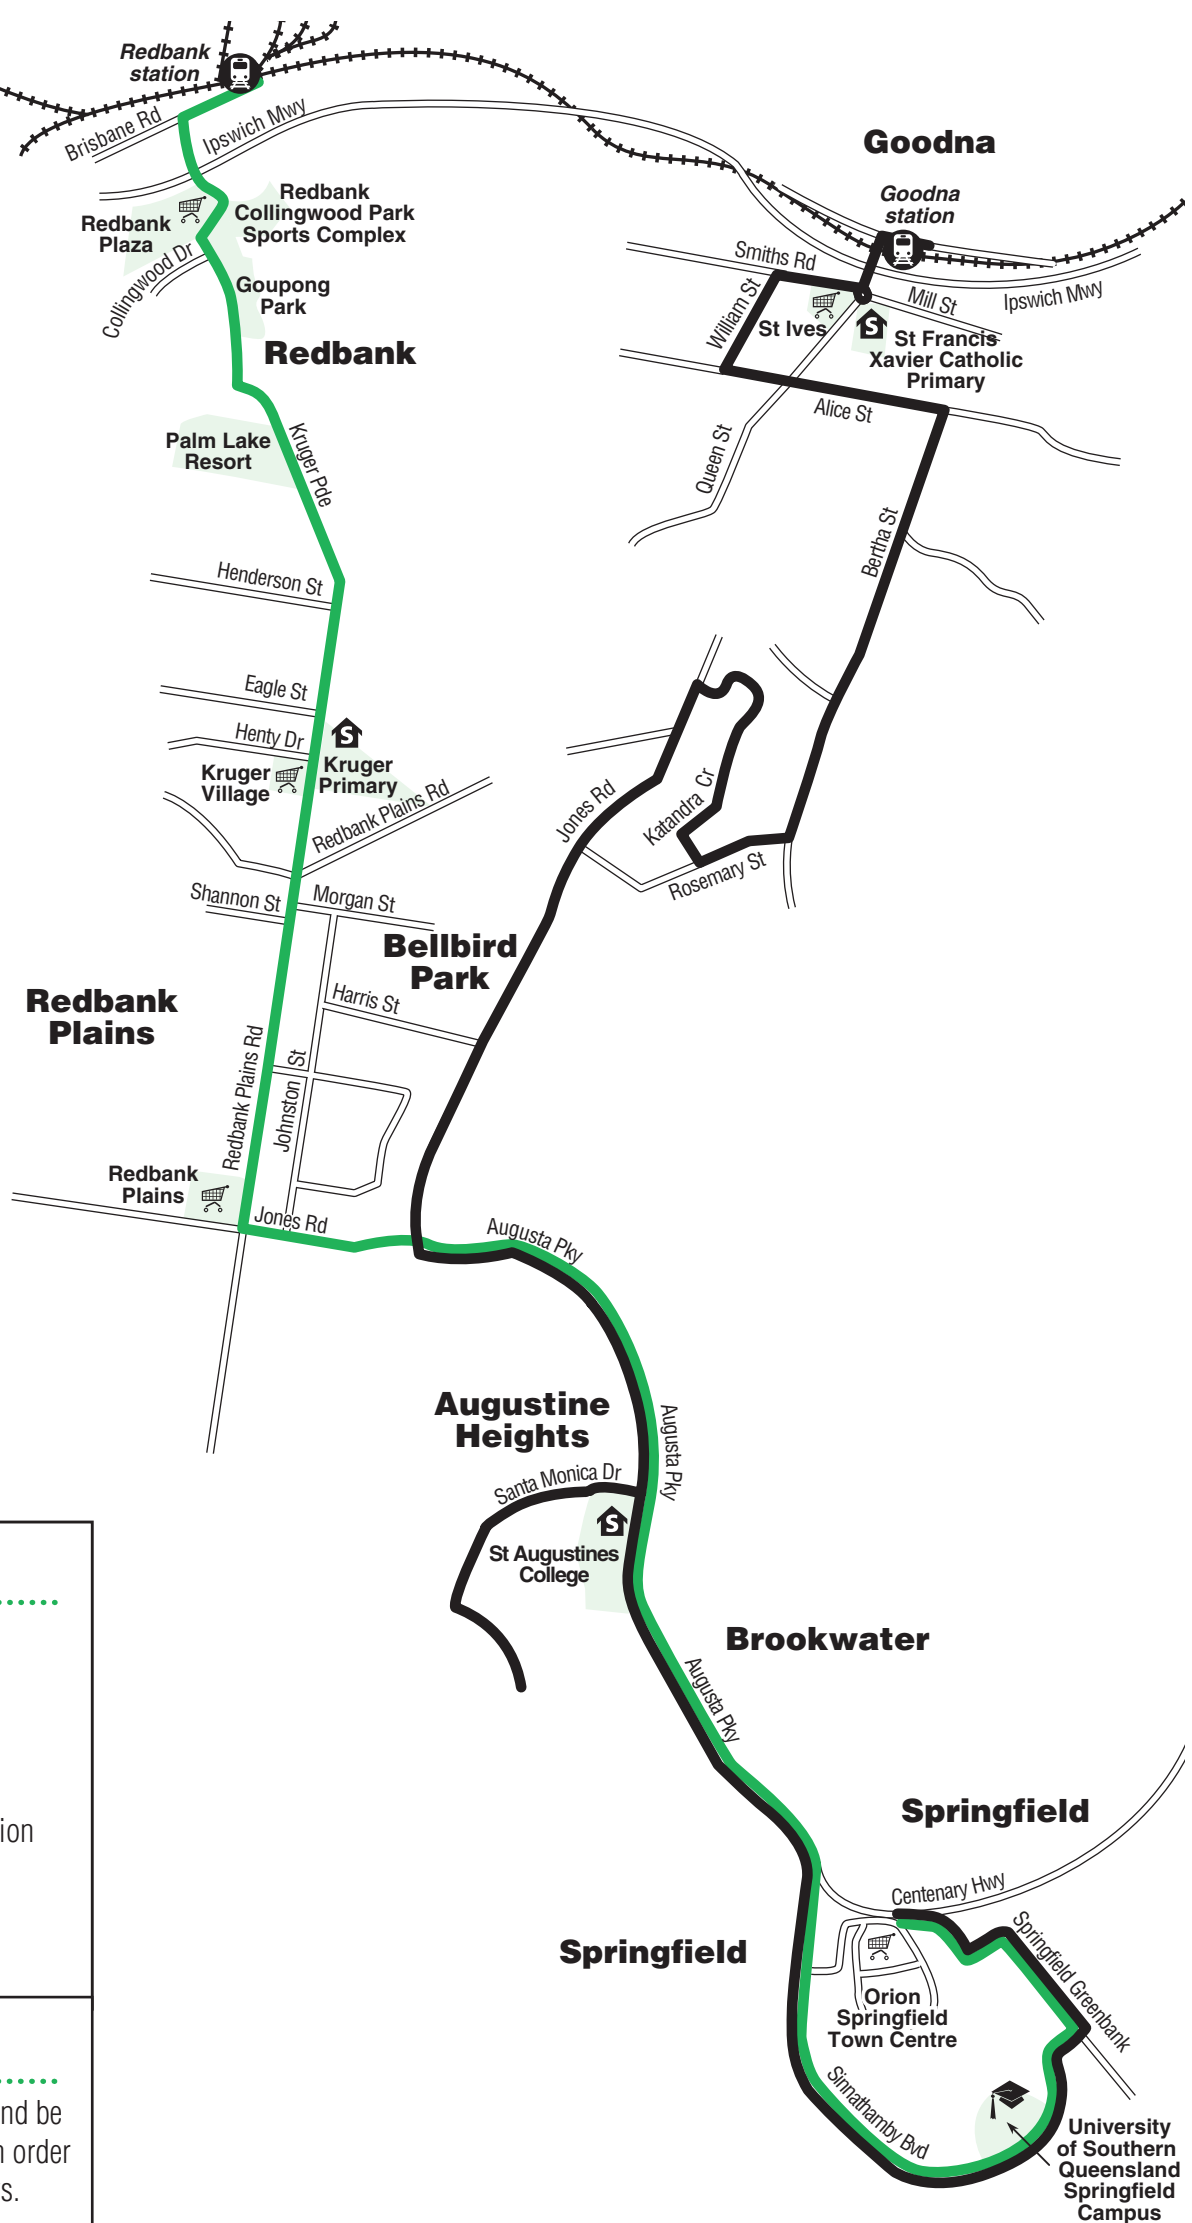 Redbank
station
Brisbane Rd
Ipswich Mwy
Goodna
Goodna
station
Redbank
Collingwood Park
Sports Complex
Redbank
Plaza
Collingwood Dr
Goupong
Park
Redbank
Smiths Rd
William St
St Ives
Mill St
Ipswich Mwy
S
St Francis
Xavier Catholic
Primary
Alice St
Queen St
Bertha St
Palm Lake
Resort
Kruger Pde
Henderson St
Eagle St
Henty Dr
S
Kruger
Village
Kruger
Primary
Redbank Plains Rd
Jones Rd
Katandra Cr
Rosemary St
Shannon St
Morgan St
Bellbird
Park
Harris St
Redbank
Plains
Redbank Plains Rd
Johnston St
Redbank
Plains
Jones Rd
Augusta Pky
Augustine
Heights
Augusta Pky
Santa Monica Dr
S
St Augustines
College
Brookwater
Augusta Pky
Springfield
Centenary Hwy
Springfield
Springfield Greenbank
Orion
Springfield
Town Centre
Sinnathamby Bvd
University
of Southern
Queensland
Springfield
Campus
ion
nd be
n order
s.